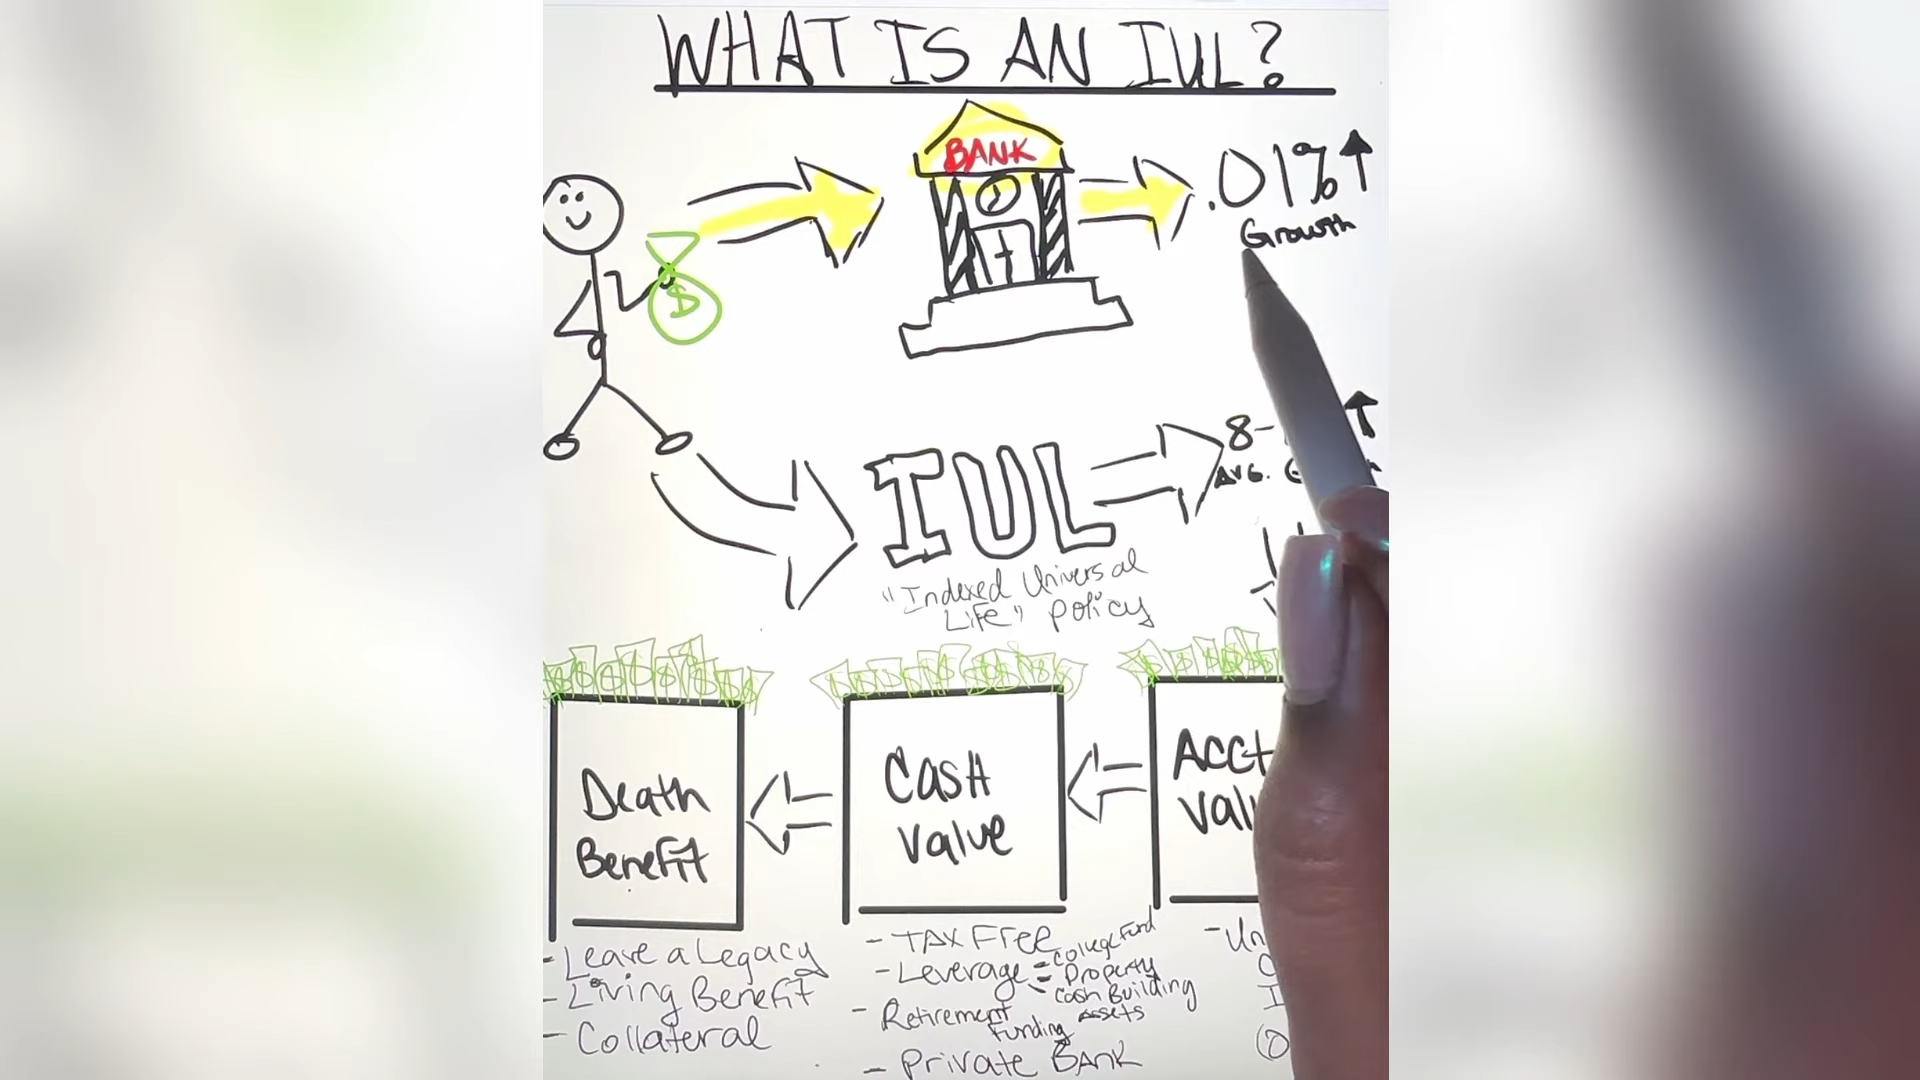 WHAT IS AN IUL?
BANK
.01%
Growth
$
8-
AVG.
IUL
"Indexed Universal
Life" Policy
Death
Benefit
Cash
Value
Acct
- Leave a Legacy
- Living Benefit
- Collateral
- TAX Free
- Leverage - College Fund
- Property
- Cash Building
Assets
- Retirement
Funding
- Private BANK